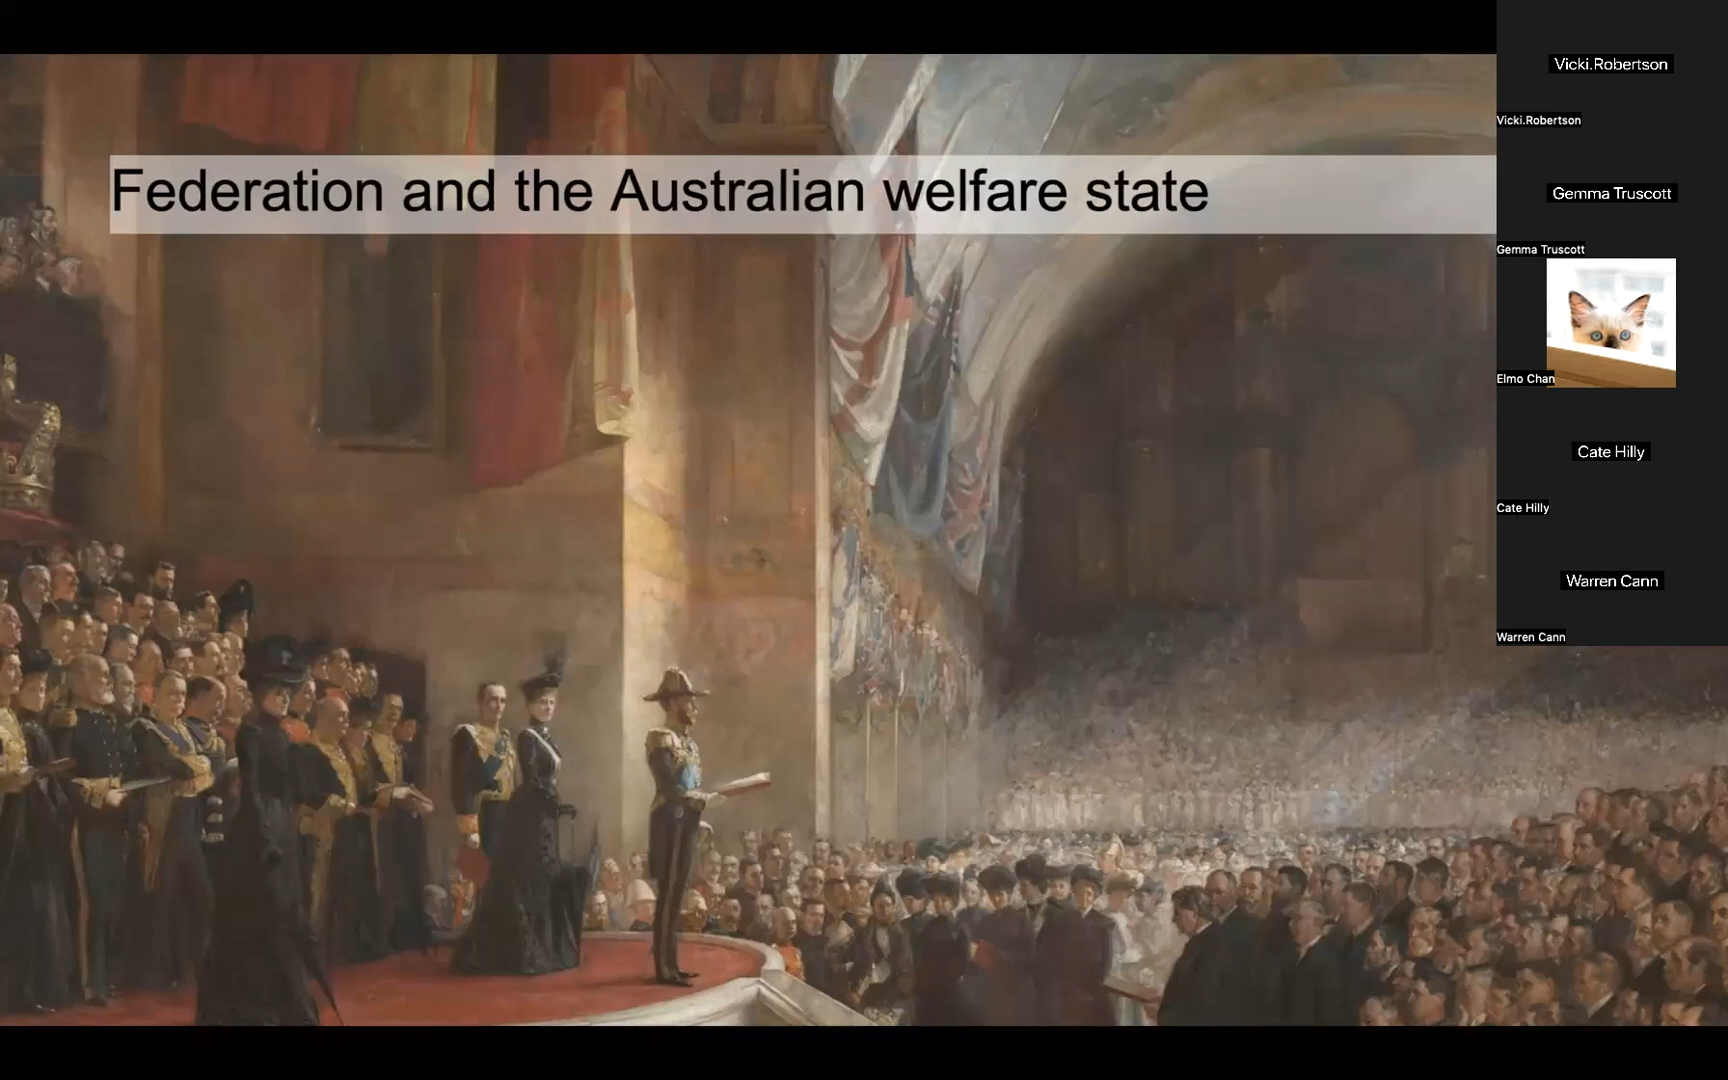 Federation and the Australian welfare state
Vicki.Robertson
Vicki.Robertson
Gemma Truscott
Gemma Truscott
Elmo Chan
Cate Hilly
Cate Hilly
Warren Cann
Warren Cann